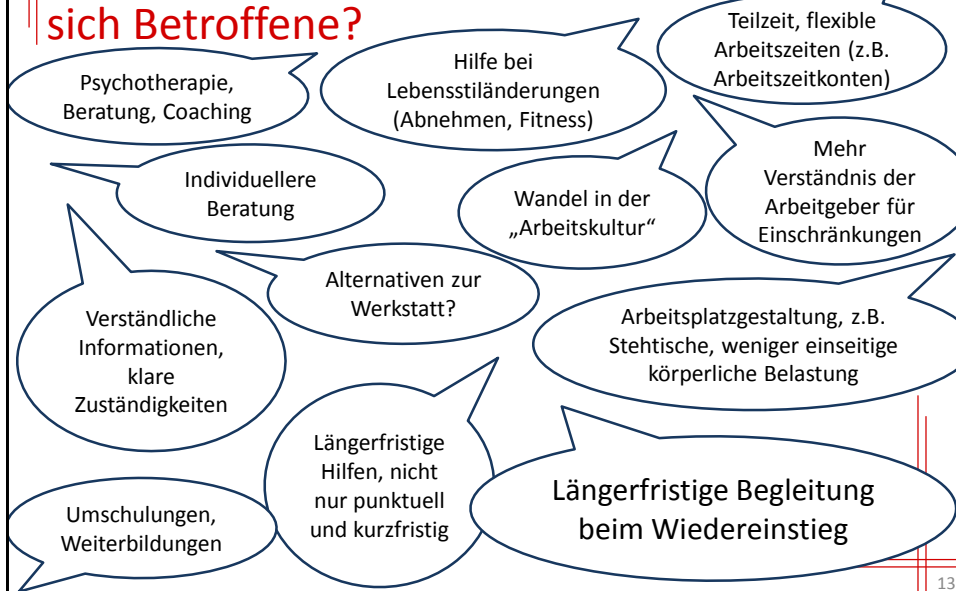 sich Betroffene?
Psychotherapie,
Beratung, Coaching
Hilfe bei
Lebensstiländerungen
(Abnehmen, Fitness)
Teilzeit, flexible
Arbeitszeiten (z.B.
Arbeitszeitkonten)
Individuellere
Beratung
Wandel in der
„Arbeitskultur“
Mehr
Verständnis der
Arbeitgeber für
Einschränkungen
Alternativen zur
Werkstatt?
Verständliche
Informationen,
klare
Zuständigkeiten
Arbeitsplatzgestaltung, z.B.
Stehtische, weniger einseitige
körperliche Belastung
Längerfristige
Hilfen, nicht
nur punktuell
und kurzfristig
Längerfristige Begleitung
beim Wiedereinstieg
Umschulungen,
Weiterbildungen
13